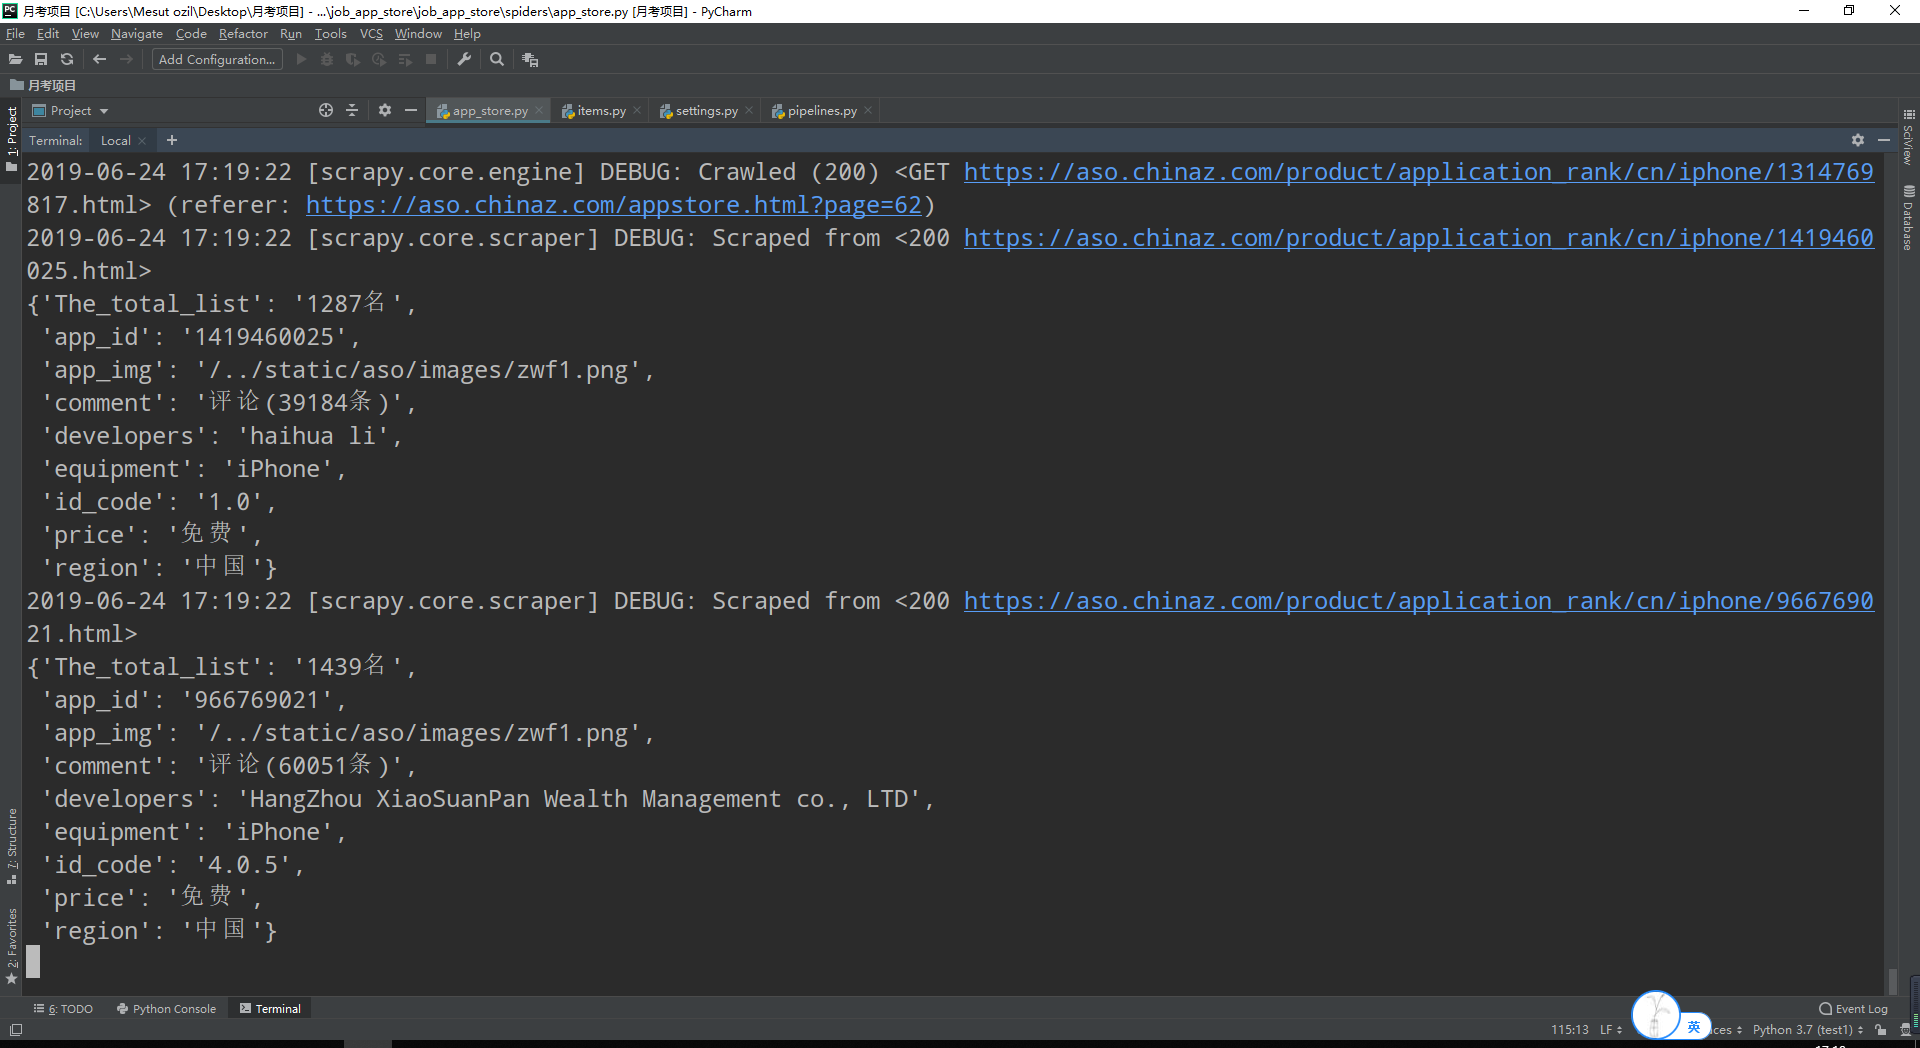 月考项目 [C:\Users\Mesut ozil\Desktop\月考项目] - ...\job_app_store\job_app_store\spiders\app_store.py [月考项目] - PyCharm
File Edit View Navigate Code Refactor Run Tools VCS Window Help
Add Configuration...
月考项目
Project app_store.py items.py settings.py pipelines.py
Terminal: Local +
1: Project
SciView
Database
2019-06-24 17:19:22 [scrapy.core.engine] DEBUG: Crawled (200) <GET https://aso.chinaz.com/product/application_rank/cn/iphone/1314769
817.html> (referer: https://aso.chinaz.com/appstore.html?page=62)
2019-06-24 17:19:22 [scrapy.core.scraper] DEBUG: Scraped from <200 https://aso.chinaz.com/product/application_rank/cn/iphone/1419460
025.html>
{'The_total_list': '1287名',
'app_id': '1419460025',
'app_img': '/../static/aso/images/zwf1.png',
'comment': '评论(39184条)',
'developers': 'haihua li',
'equipment': 'iPhone',
'id_code': '1.0',
'price': '免费',
'region': '中国'}
2019-06-24 17:19:22 [scrapy.core.scraper] DEBUG: Scraped from <200 https://aso.chinaz.com/product/application_rank/cn/iphone/9667690
21.html>
{'The_total_list': '1439名',
'app_id': '966769021',
'app_img': '/../static/aso/images/zwf1.png',
'comment': '评论(60051条)',
'developers': 'HangZhou XiaoSuanPan Wealth Management co., LTD',
'equipment': 'iPhone',
'id_code': '4.0.5',
'price': '免费',
'region': '中国'}
7: Structure
2: Favorites
6: TODO Python Console Terminal Event Log
115:13 LF 英 Python 3.7 (test1)